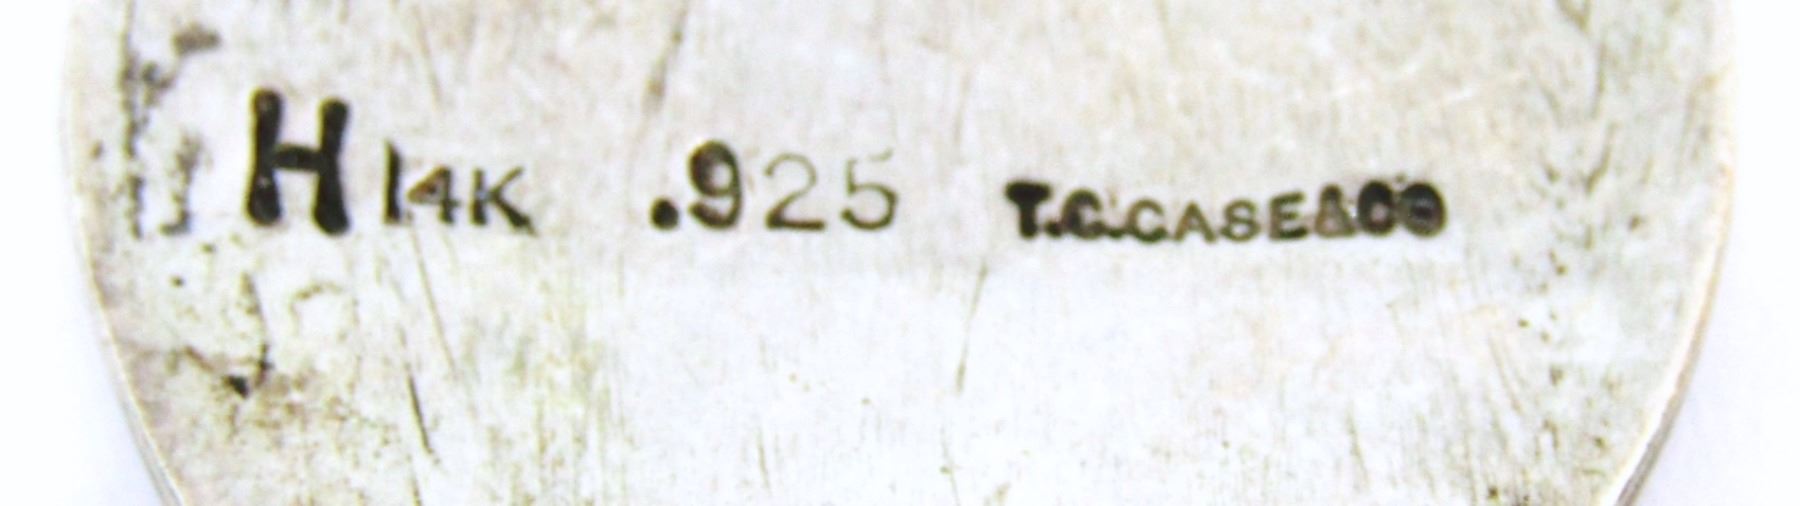 H 14K .925 T.C.CASE&CO